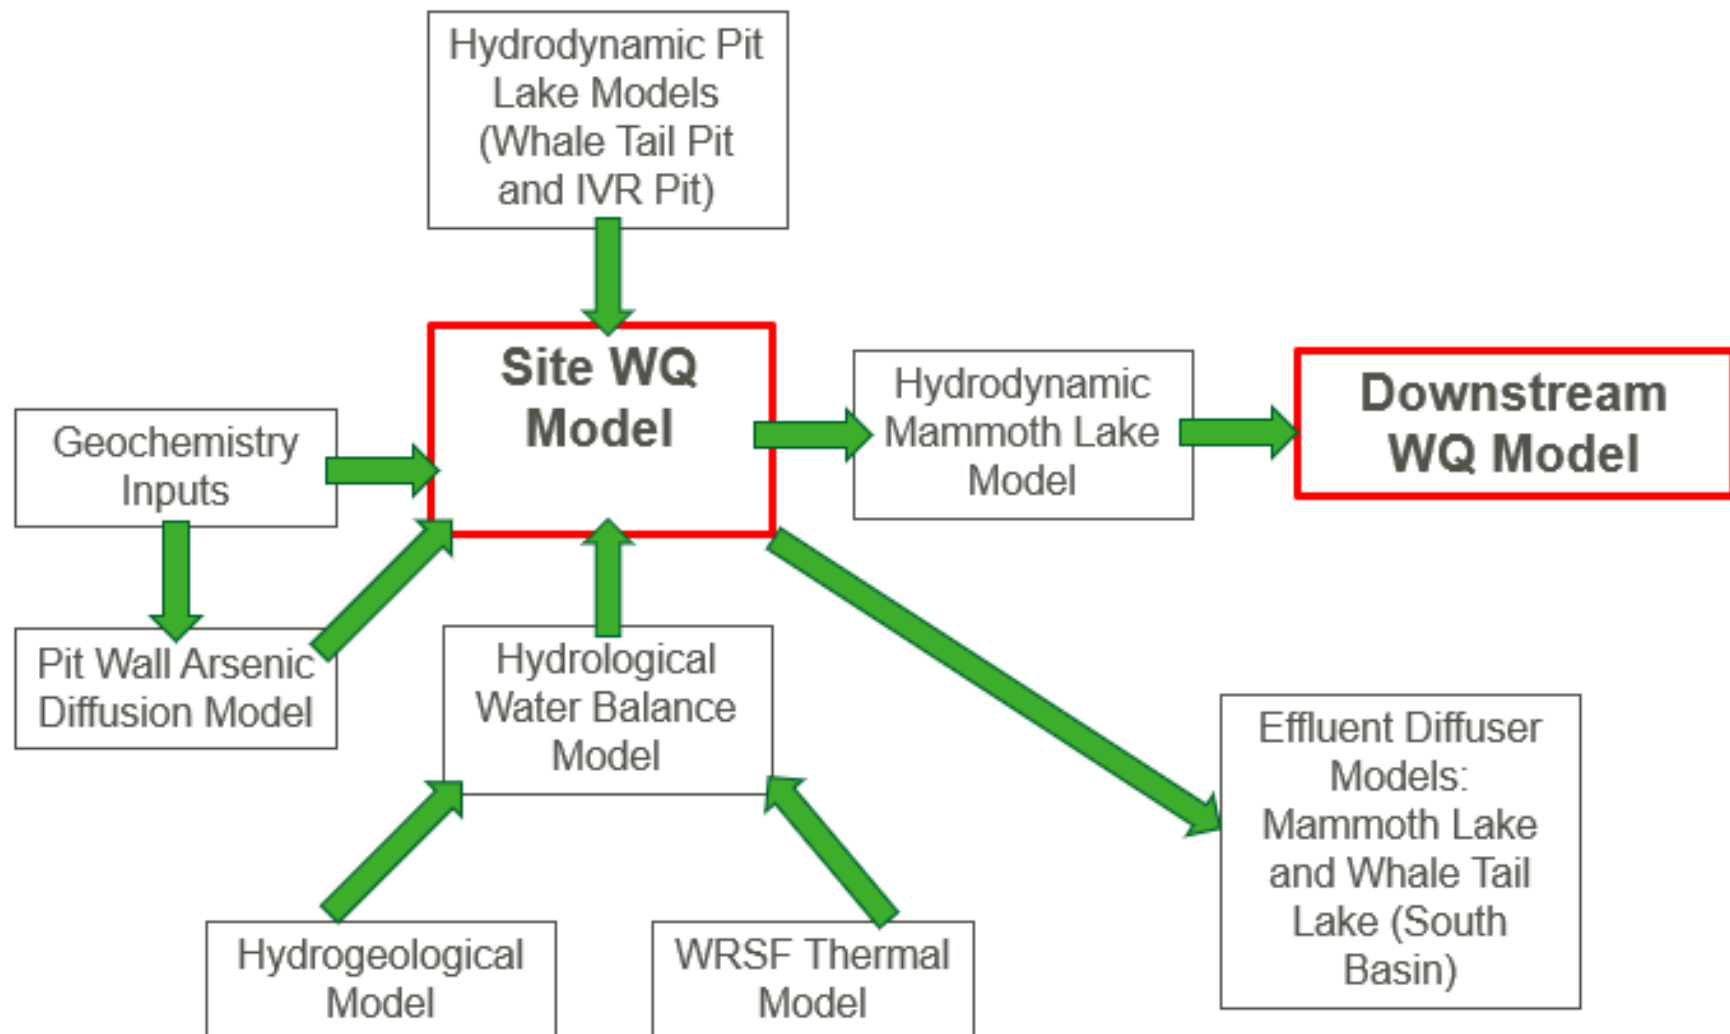 Hydrodynamic Pit
Lake Models
(Whale Tail Pit
and IVR Pit)
Site WQ
Model
Hydrodynamic
Mammoth Lake
Model
Downstream
WQ Model
Geochemistry
Inputs
Pit Wall Arsenic
Diffusion Model
Hydrological
Water Balance
Model
Effluent Diffuser
Models:
Mammoth Lake
and Whale Tail
Lake (South
Basin)
Hydrogeological
Model
WRSF Thermal
Model